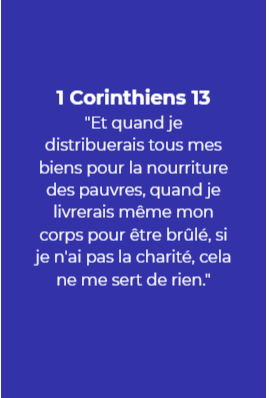 1 Corinthiens 13
"Et quand je
distribuerais tous mes
biens pour la nourriture
des pauvres, quand je
livrerais même mon
corps pour être brûlé, si
je n'ai pas la charité, cela
ne me sert de rien."